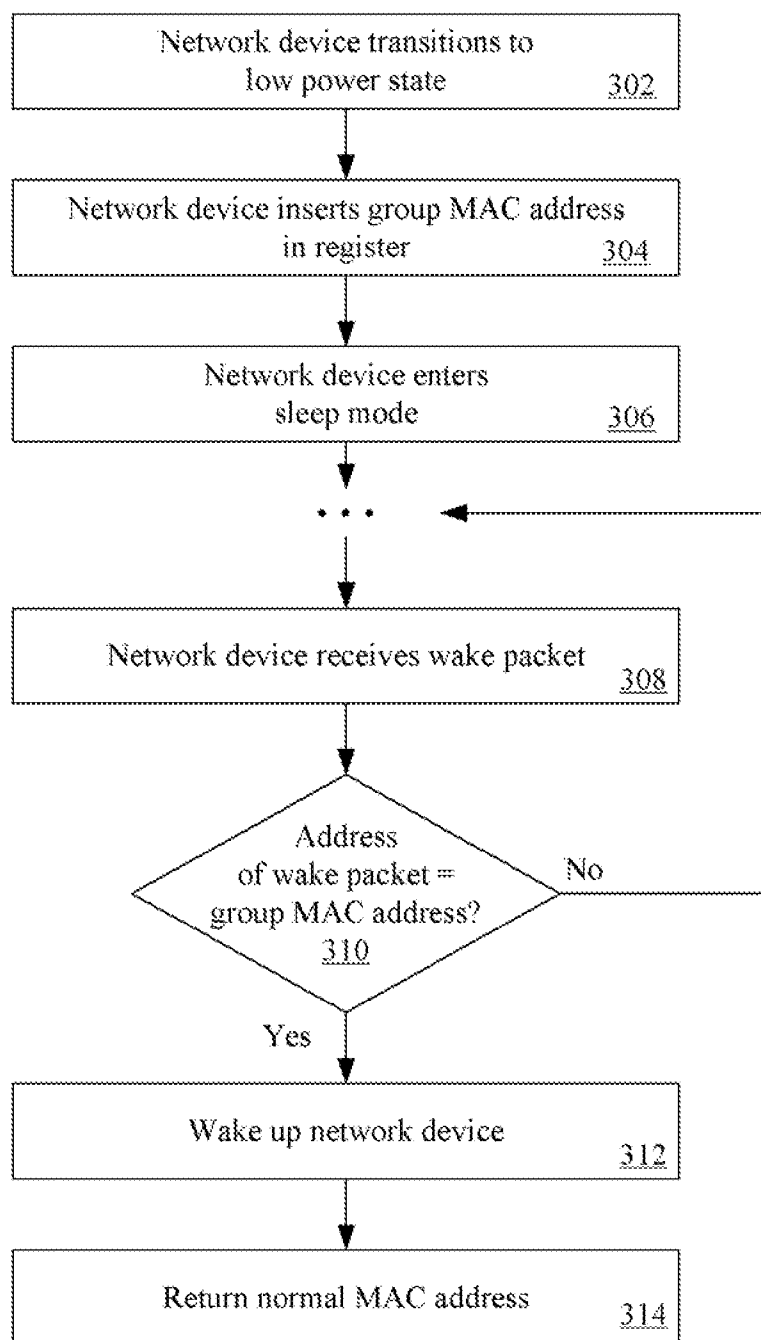 Network device transitions to
low power state
302
Network device inserts group MAC address
in register
304
Network device enters
sleep mode
306
• • •
Network device receives wake packet
308
Address
of wake packet =
group MAC address?
310
No
Yes
Wake up network device
312
Return normal MAC address
314